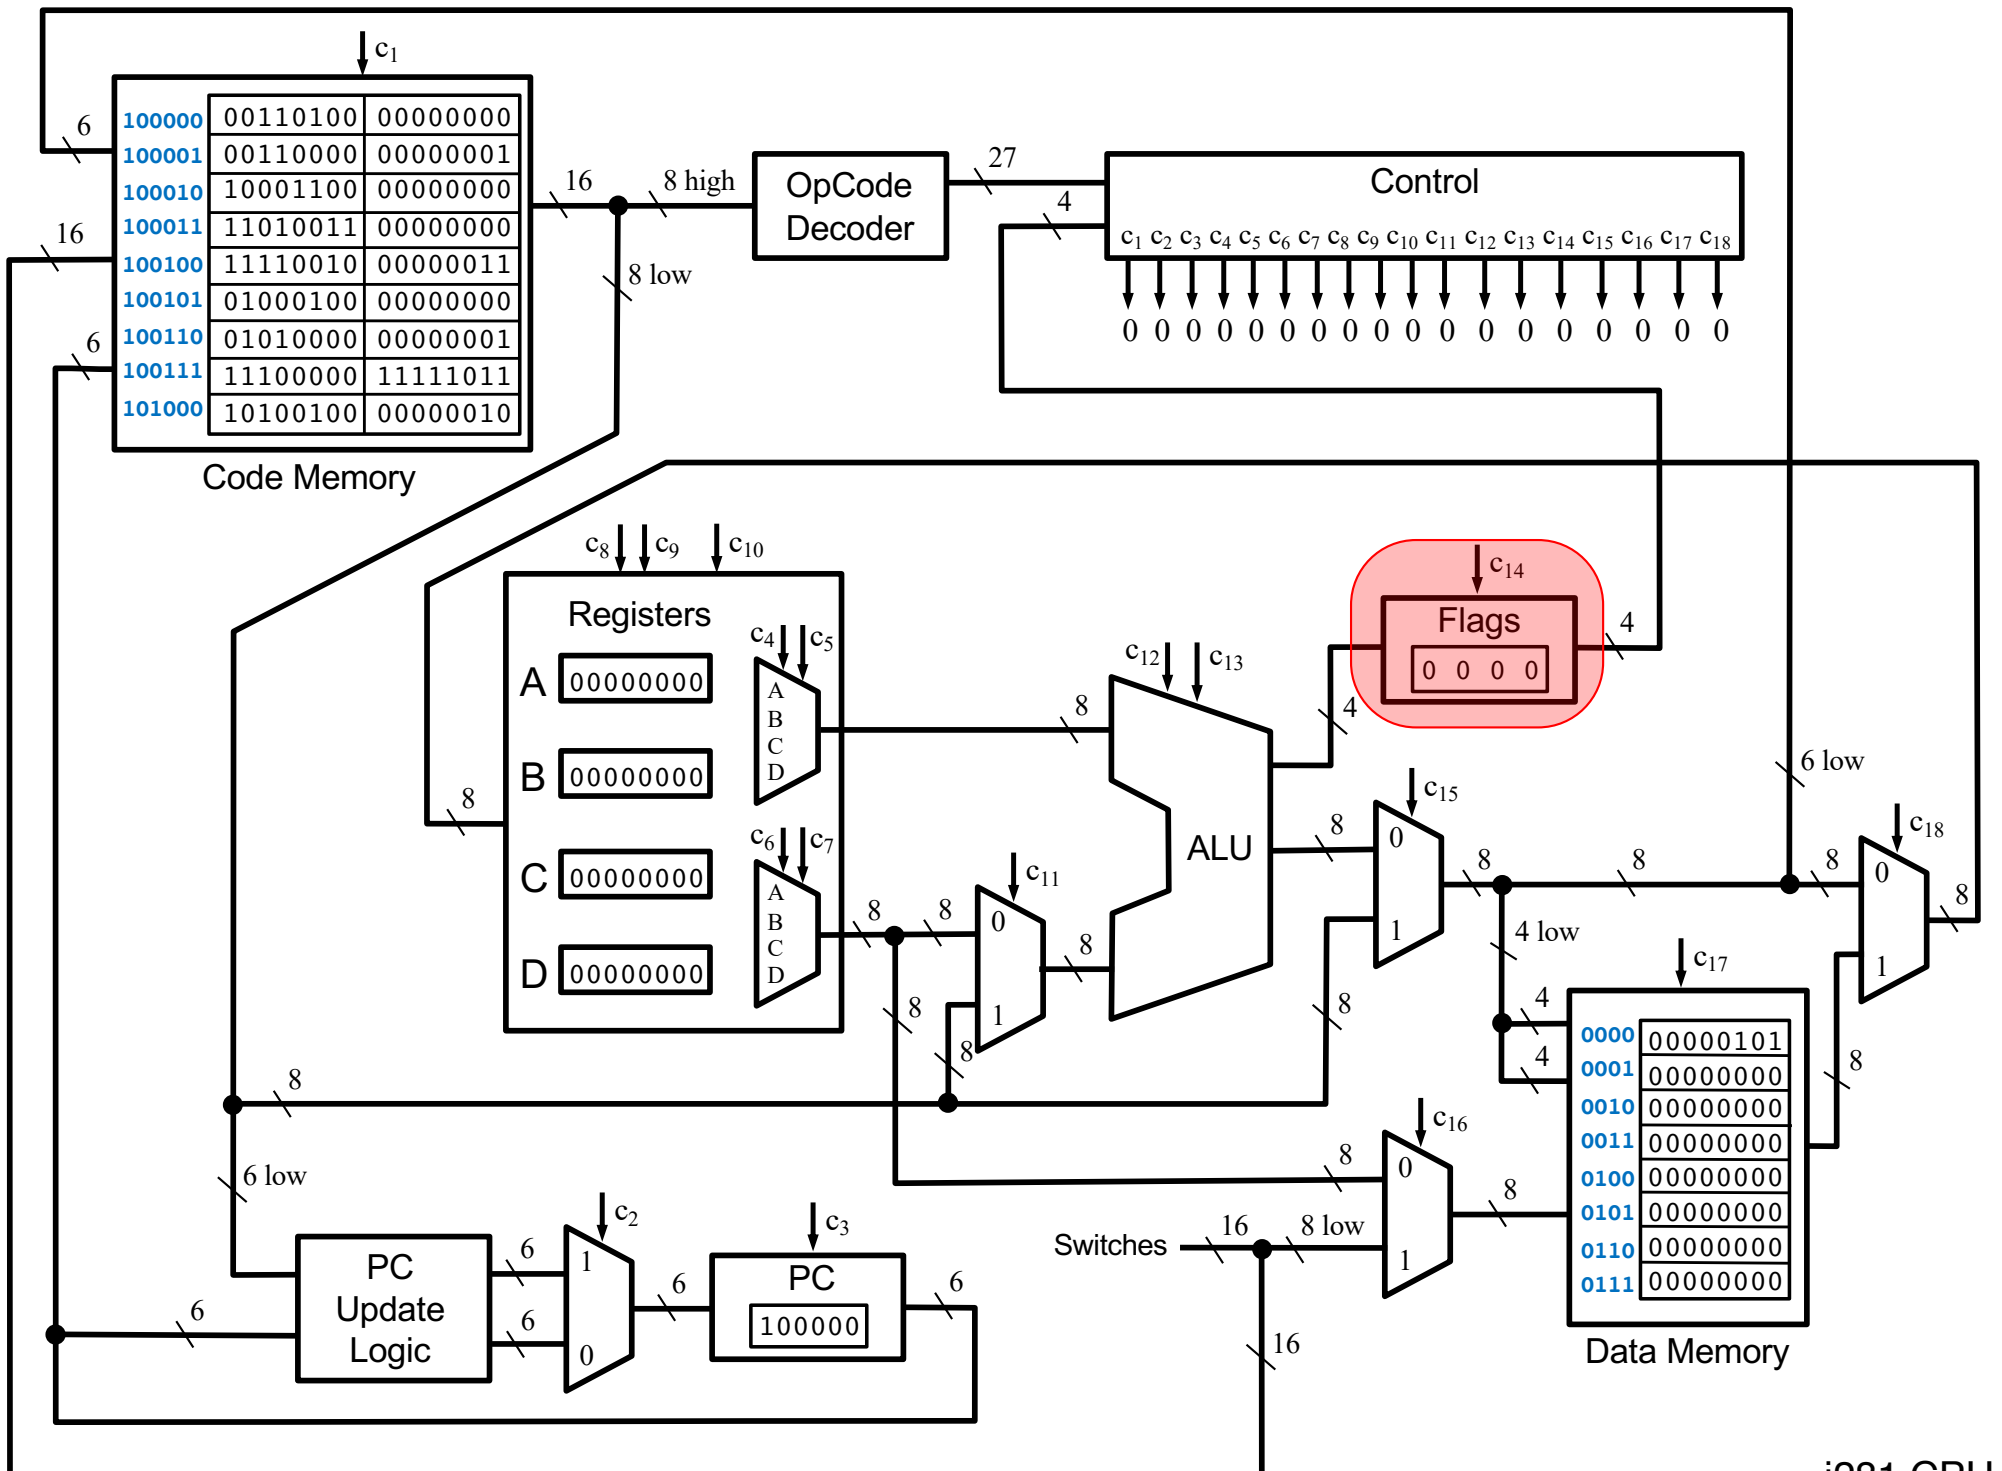 c1
6
16
6
100000 00110100 00000000
100001 00110000 00000001
100010 10001100 00000000
100011 11010011 00000000
100100 11110010 00000011
100101 01000100 00000000
100110 01010000 00000001
100111 11100000 11111011
101000 10100100 00000010
Code Memory
16
8 high
8 low
OpCode
Decoder
27
4
Control
c1 c2 c3 c4 c5 c6 c7 c8 c9 c10 c11 c12 c13 c14 c15 c16 c17 c18
0 0 0 0 0 0 0 0 0 0 0 0 0 0 0 0 0 0
c8 c9 c10
Registers
A 00000000
B 00000000
C 00000000
D 00000000
8
c4 c5
A
B
C
D
c6 c7
A
B
C
D
8
8
8
8
c11
0
1
8
8
c12 c13
ALU
c14
Flags
0 0 0 0
4
4
8
c15
0
1
8
8
8
4 low
8
6 low
8
c18
0
1
8
c17
4
4
0000 00000101
0001 00000000
0010 00000000
0011 00000000
0100 00000000
0101 00000000
0110 00000000
0111 00000000
Data Memory
8
8
6 low
PC
Update
Logic
6
6
6
c2
1
0
6
c3
PC
100000
6
Switches
16
8 low
16
8
c16
0
1
8